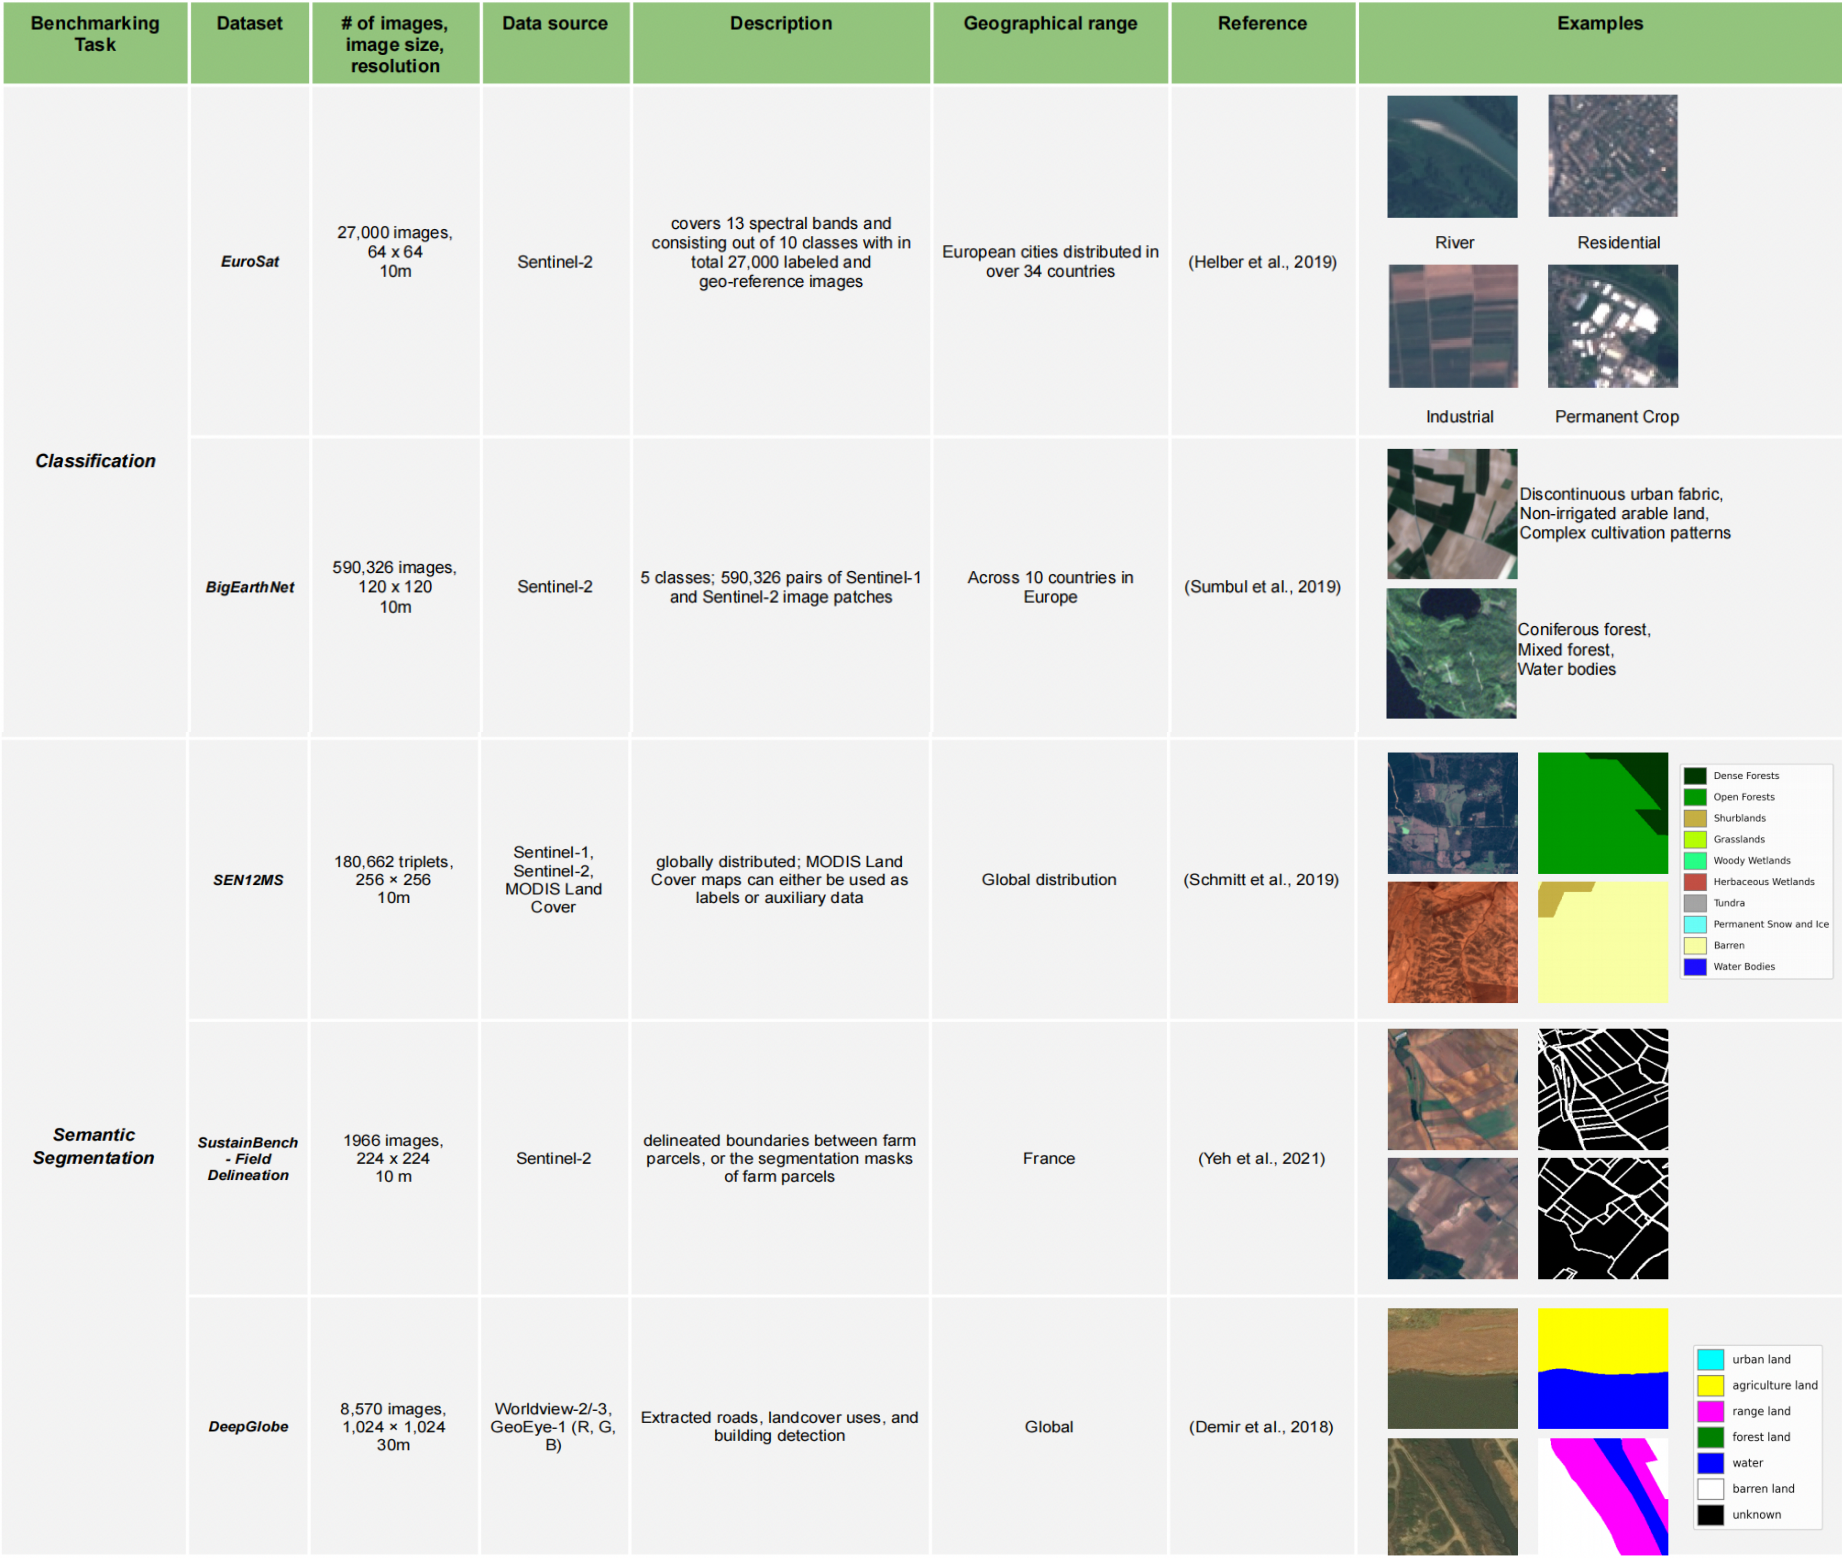 Benchmarking
Task
Dataset
# of images,
image size,
resolution
Data source
Description
Geographical range
Reference
Examples
Classification
EuroSat
27,000 images,
64 x 64
10m
Sentinel-2
covers 13 spectral bands and
consisting out of 10 classes with in
total 27,000 labeled and
geo-reference images
European cities distributed in
over 34 countries
(Helber et al., 2019)
River
Residential
Industrial
Permanent Crop
BigEarthNet
590,326 images,
120 x 120
10m
Sentinel-2
5 classes; 590,326 pairs of Sentinel-1
and Sentinel-2 image patches
Across 10 countries in
Europe
(Sumbul et al., 2019)
Discontinuous urban fabric,
Non-irrigated arable land,
Complex cultivation patterns
Coniferous forest,
Mixed forest,
Water bodies
Semantic
Segmentation
SEN12MS
180,662 triplets,
256 × 256
10m
Sentinel-1,
Sentinel-2,
MODIS Land
Cover
globally distributed; MODIS Land
Cover maps can either be used as
labels or auxiliary data
Global distribution
(Schmitt et al., 2019)
Dense Forests
Open Forests
Shurblands
Grasslands
Woody Wetlands
Herbaceous Wetlands
Tundra
Permanent Snow and Ice
Barren
Water Bodies
SustainBench
- Field
Delineation
1966 images,
224 x 224
10 m
Sentinel-2
delineated boundaries between farm
parcels, or the segmentation masks
of farm parcels
France
(Yeh et al., 2021)
DeepGlobe
8,570 images,
1,024 × 1,024
30m
Worldview-2/-3,
GeoEye-1 (R, G,
B)
Extracted roads, landcover uses, and
building detection
Global
(Demir et al., 2018)
urban land
agriculture land
range land
forest land
water
barren land
unknown